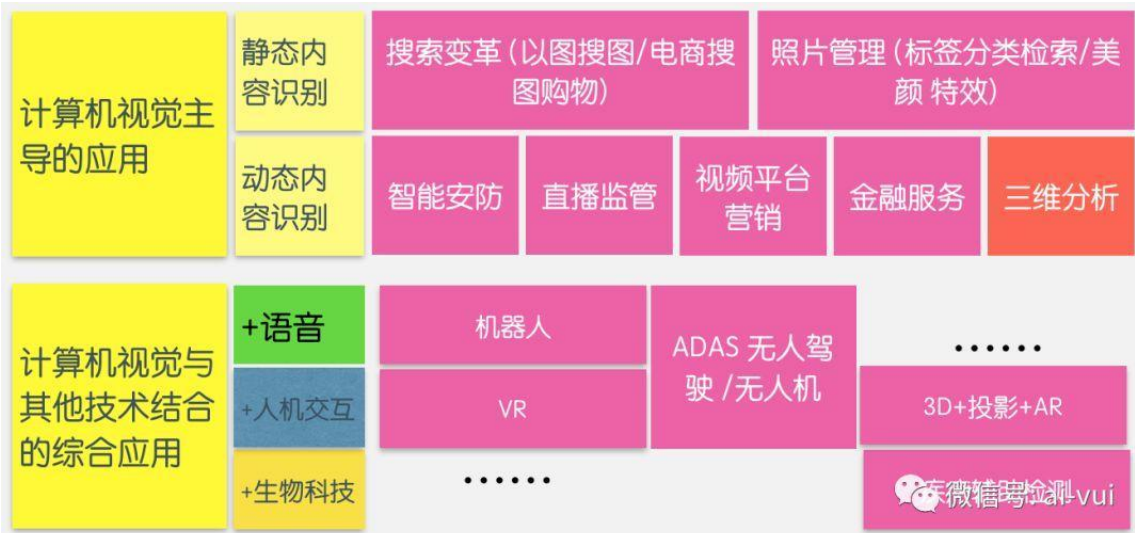 计算机视觉主
导的应用
静态内
容识别
搜索变革 (以图搜图/电商搜
图购物)
照片管理 (标签分类检索/美
颜 特效)
动态内
容识别
智能安防
直播监管
视频平台
营销
金融服务
三维分析
计算机视觉与
其他技术结合
的综合应用
+语音
机器人
ADAS 无人驾
驶 /无人机
......
+人机交互
VR
3D+投影+AR
+生物科技
......
微信号: ai-vui